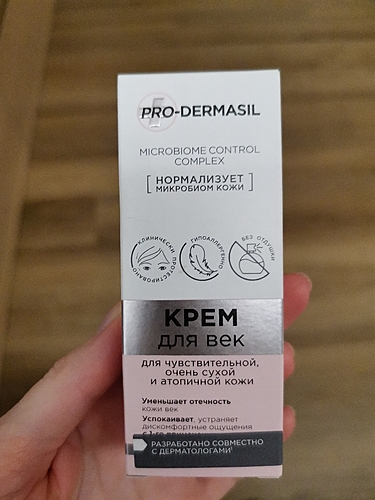 PRO-DERMASIL
MICROBIOME CONTROL
COMPLEX
[ НОРМАЛИЗУЕТ
МИКРОБИОМ КОЖИ ]
КЛИНИЧЕСКИ ПРОТЕСТИРОВАНО
ГИПОАЛЛЕРГЕННО
БЕЗ ОТДУШКИ
КРЕМ
для век
для чувствительной,
очень сухой
и атопичной кожи
Уменьшает отечность
кожи век
Успокаивает, устраняет
дискомфортные ощущения
РАЗРАБОТАНО СОВМЕСТНО
С ДЕРМАТОЛОГАМИ!